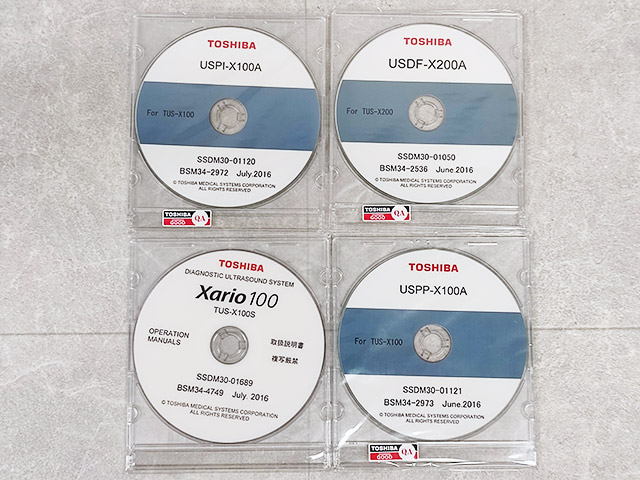 TOSHIBA
USPI-X100A
For TUS-X100
SSDM30-01120
BSM34-2972 July.2016
© TOSHIBA MEDICAL SYSTEMS CORPORATION
ALL RIGHTS RESERVED
TOSHIBA
GOOD
QA
TOSHIBA
USDF-X200A
For TUS-X200
SSDM30-01050
BSM34-2536 June.2016
© TOSHIBA MEDICAL SYSTEMS CORPORATION
ALL RIGHTS RESERVED
TOSHIBA
GOOD
QA
TOSHIBA
DIAGNOSTIC ULTRASOUND SYSTEM
Xario 100
TUS-X100S
OPERATION
MANUALS
取扱説明書
複写厳禁
SSDM30-01689
BSM34-4749 July. 2016
© TOSHIBA MEDICAL SYSTEMS CORPORATION
ALL RIGHTS RESERVED
TOSHIBA
USPP-X100A
For TUS-X100
SSDM30-01121
BSM34-2973 June.2016
© TOSHIBA MEDICAL SYSTEMS CORPORATION
ALL RIGHTS RESERVED
TOSHIBA
GOOD
QA